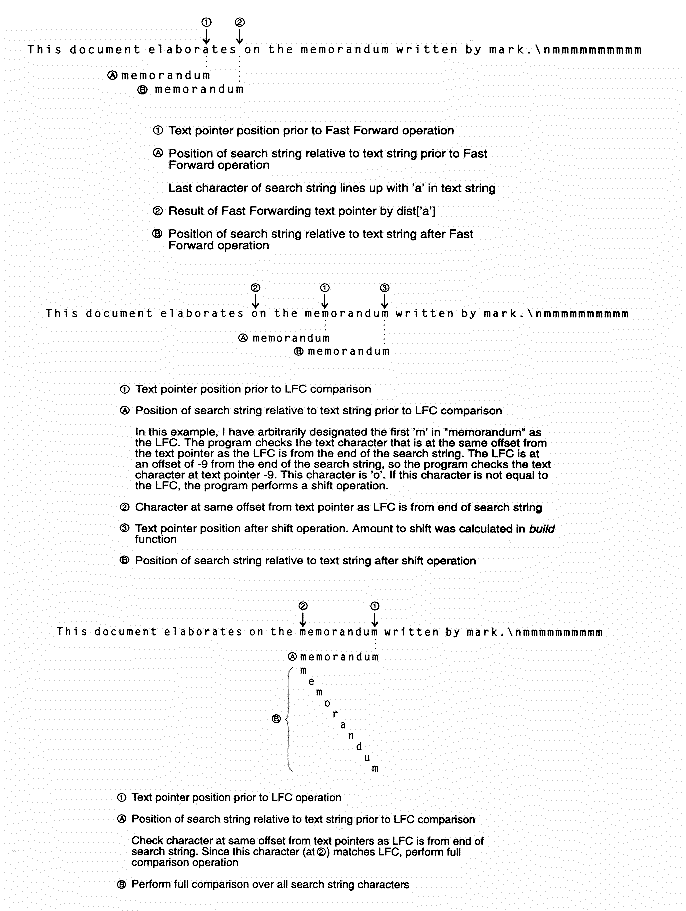 ① ②
This document elaborates on the memorandum written by mark.\nmmmmmmmmmmm
Ⓐ memorandum
Ⓑ memorandum
① Text pointer position prior to Fast Forward operation
Ⓐ Position of search string relative to text string prior to Fast
Forward operation
Last character of search string lines up with 'a' in text string
② Result of Fast Forwarding text pointer by dist['a']
Ⓑ Position of search string relative to text string after Fast
Forward operation
② ① ③
This document elaborates on the memorandum written by mark.\nmmmmmmmmmmm
Ⓐ memorandum
Ⓑ memorandum
① Text pointer position prior to LFC comparison
Ⓐ Position of search string relative to text string prior to LFC comparison
In this example, I have arbitrarily designated the first 'm' in "memorandum" as
the LFC. The program checks the text character that is at the same offset from
the text pointer as the LFC is from the end of the search string. The LFC is at
an offset of -9 from the end of the search string, so the program checks the text
character at text pointer -9. This character is 'o'. If this character is not equal to
the LFC, the program performs a shift operation.
② Character at same offset from text pointer as LFC is from end of search string
③ Text pointer position after shift operation. Amount to shift was calculated in build
function
Ⓑ Position of search string relative to text string after shift operation
② ①
This document elaborates on the memorandum written by mark.\nmmmmmmmmmmm
Ⓐ memorandum
m
e
m
o
Ⓑ r
a
n
d
u
m
① Text pointer position prior to LFC operation
Ⓐ Position of search string relative to text string prior to LFC comparison
Check character at same offset from text pointers as LFC is from end of
search string. Since this character (at ②) matches LFC, perform full
comparison operation
Ⓑ Perform full comparison over all search string characters